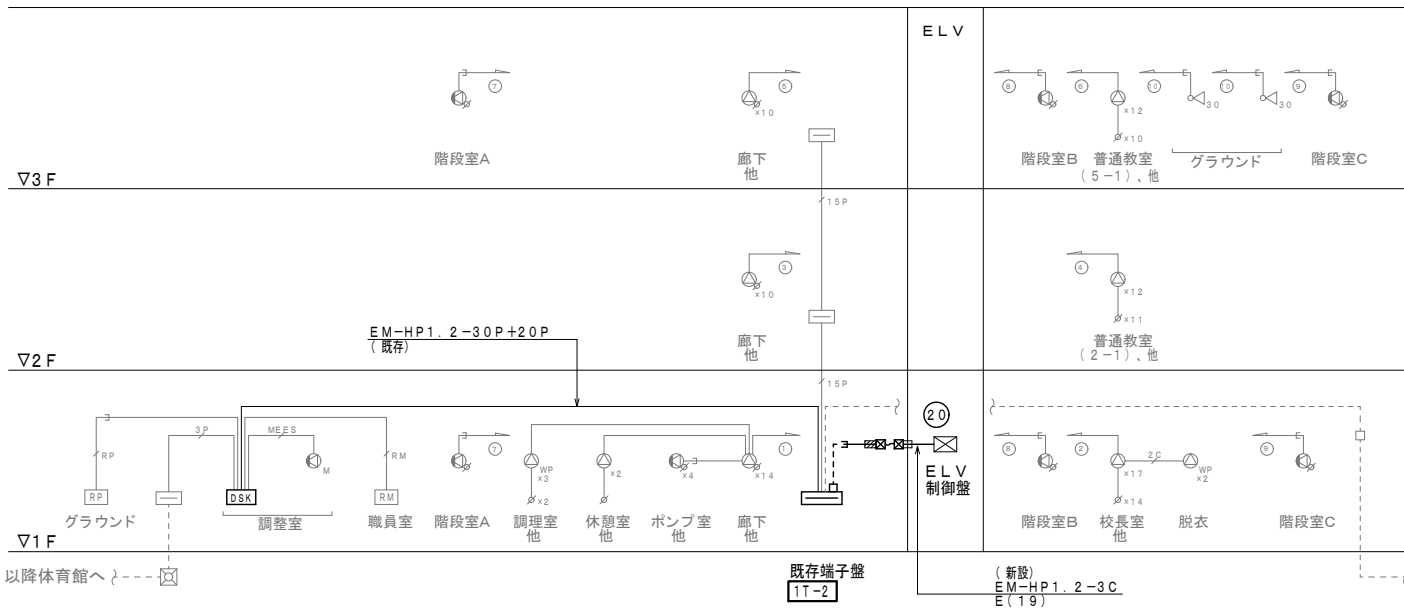 ELV
⑦
⑤
×10
⑧
⑥
×12
×10
⑩
30
⑩
30
⑨
階段室A
廊下
他
階段室B
普通教室
(5-1)、他
グラウンド
階段室C
▽3F
15P
③
×10
④
×12
×11
EM-HP1.2-30P+20P
(既存)
廊下
他
普通教室
(2-1)、他
▽2F
15P
3P
MEES
RP
M
RM
⑦
WP
×3
×2
×2
×4
①
×14
⑳
⑧
②
×17
×14
2C
WP
×2
⑨
RP
DSK
RM
ELV
制御盤
グラウンド
調整室
職員室
階段室A
調理室
他
休憩室
他
ポンプ室
他
廊下
他
階段室B
校長室
他
脱衣
階段室C
▽1F
以降体育館へ
既存端子盤
1T-2
(新設)
EM-HP1.2-3C
E(19)